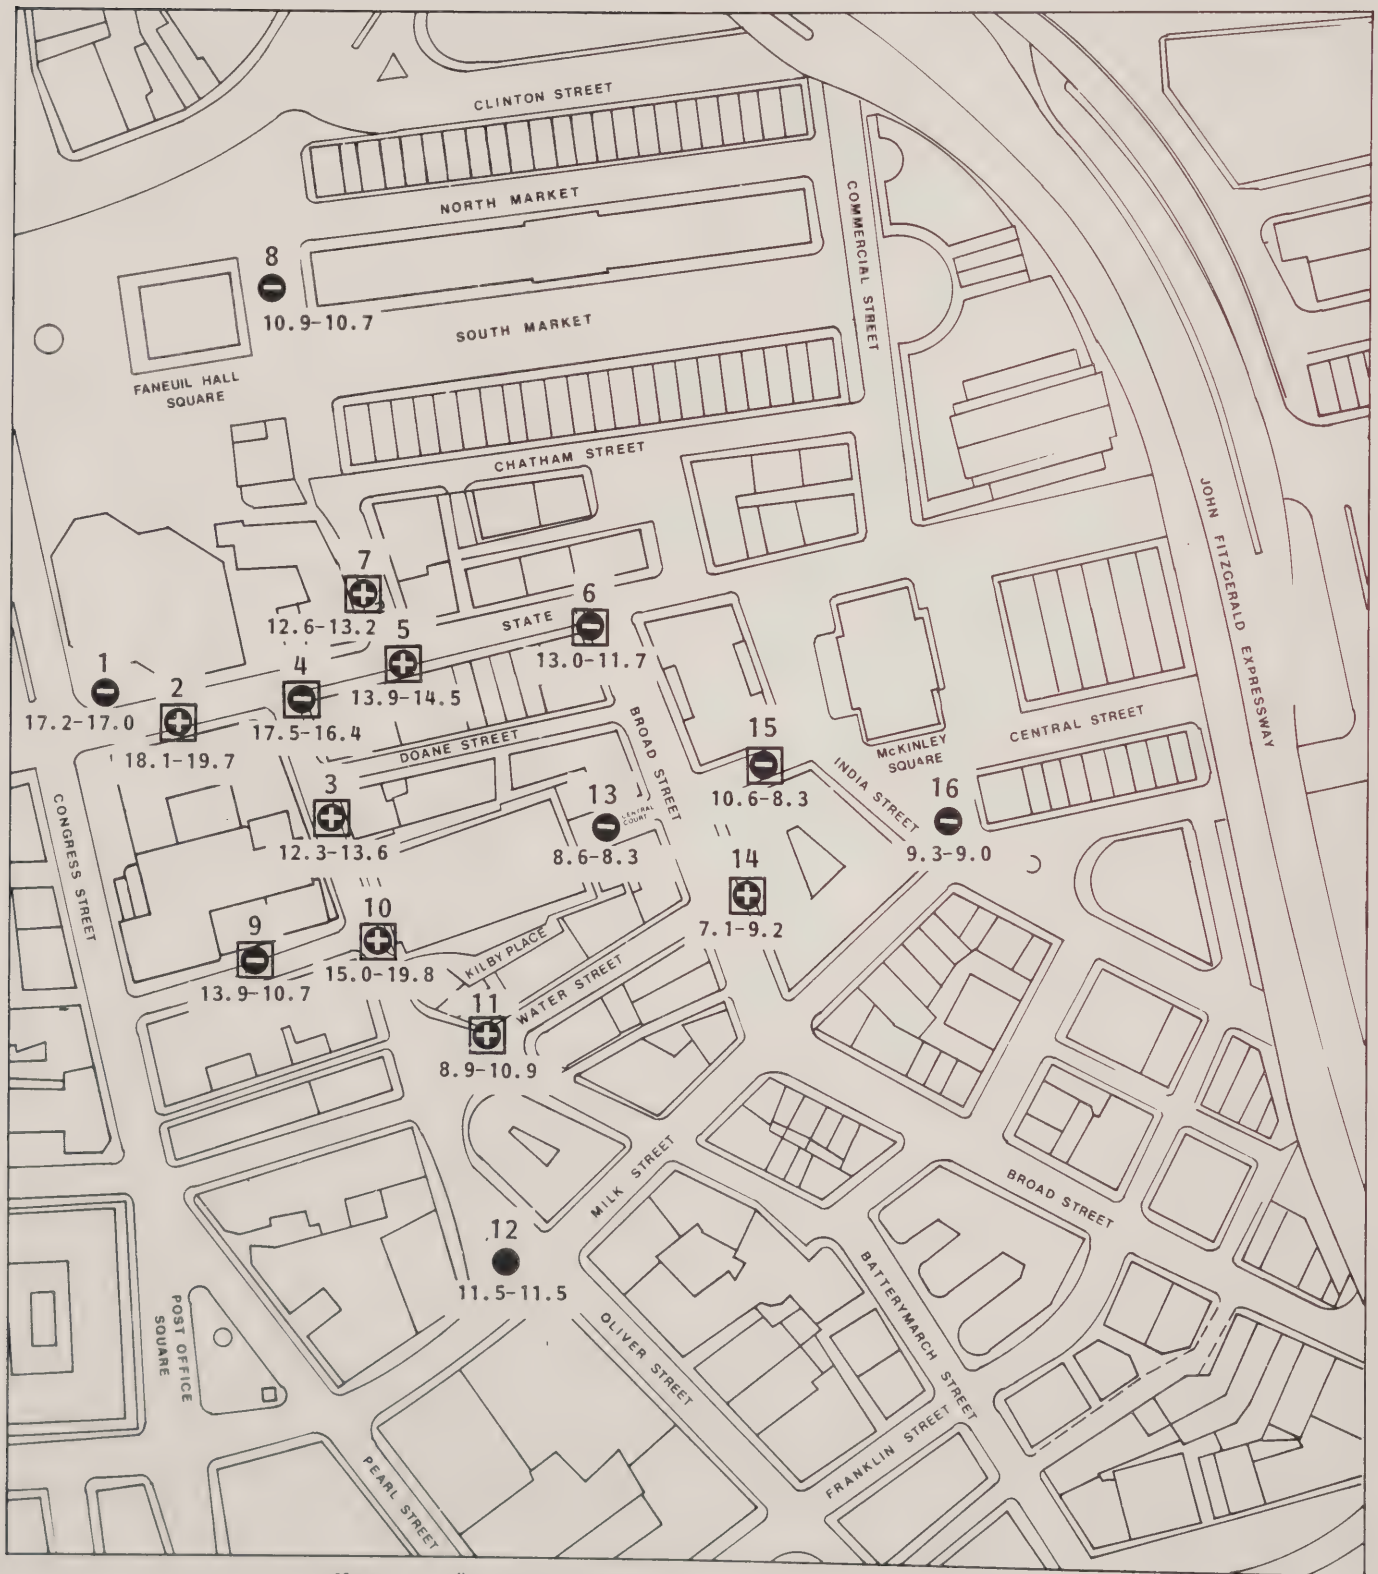 CLINTON STREET
NORTH MARKET
COMMERCIAL STREET
8
10.9-10.7
SOUTH MARKET
FANEUIL HALL
SQUARE
CHATHAM STREET
JOHN FITZGERALD EXPRESSWAY
7
12.6-13.2
STATE
6
13.0-11.7
5
13.9-14.5
1
17.2-17.0
2
18.1-19.7
4
17.5-16.4
DOANE STREET
BROAD STREET
CENTRAL STREET
McKINLEY
SQUARE
15
10.6-8.3
INDIA STREET
16
9.3-9.0
3
12.3-13.6
13
CENTRAL
COURT
8.6-8.3
CONGRESS STREET
14
7.1-9.2
9
13.9-10.7
10
15.0-19.8
KILBY PLACE
WATER STREET
11
8.9-10.9
MILK STREET
BROAD STREET
12
11.5-11.5
BATTERYMARCH STREET
POST OFFICE
SQUARE
OLIVER STREET
FRANKLIN STREET
PEARL STREET